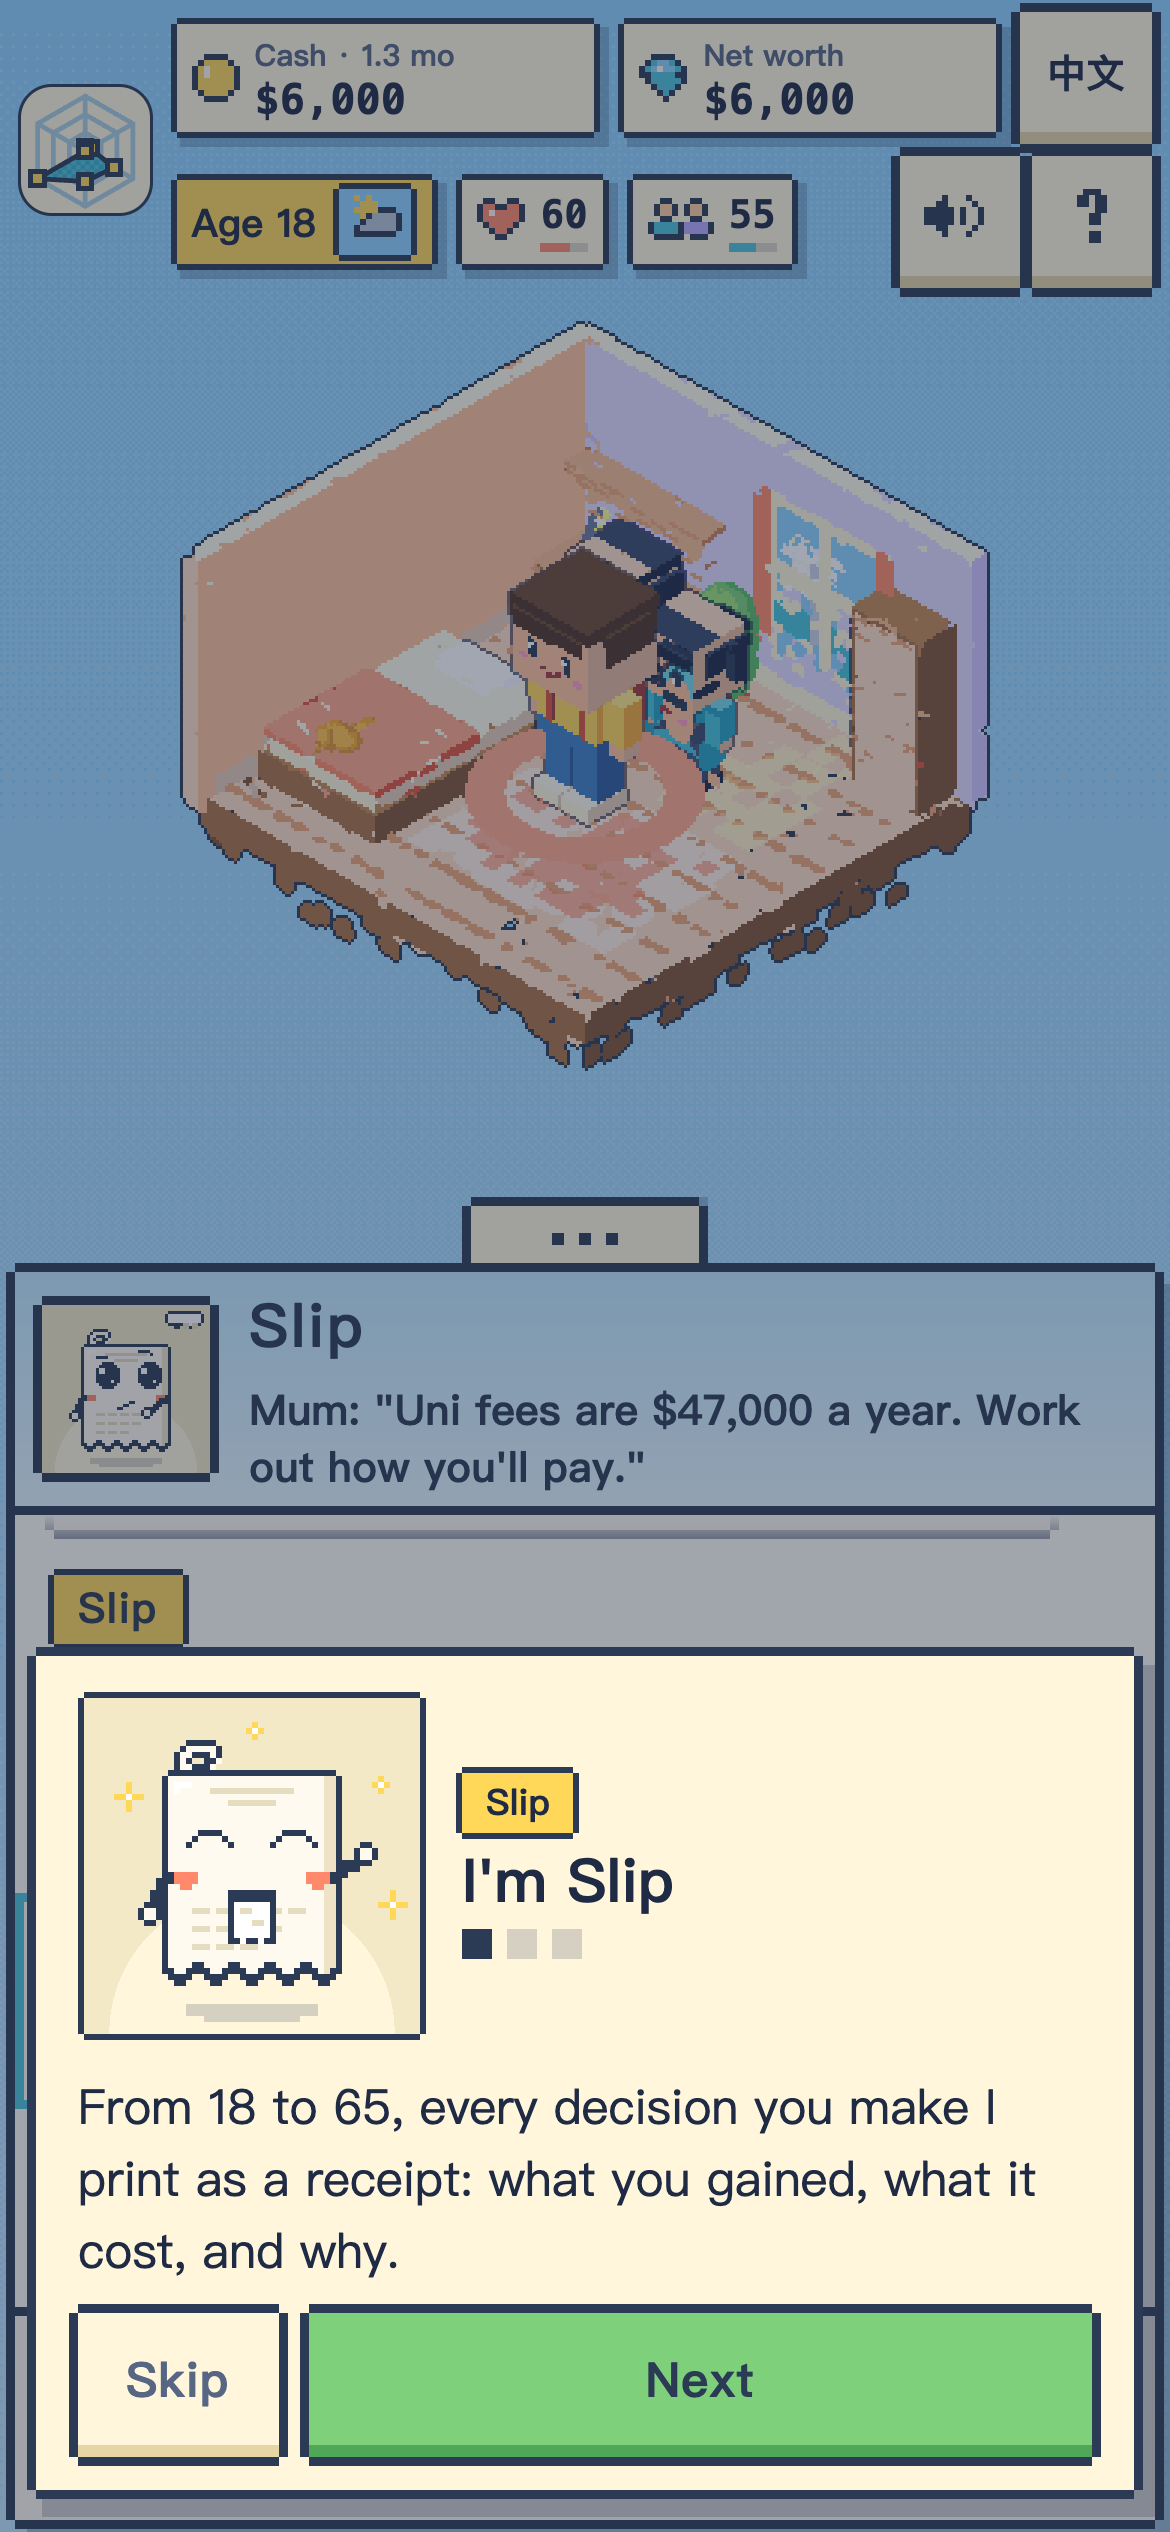 Cash · 1.3 mo
$6,000
Net worth
$6,000
中文
Age 18
60
55
?
...
Slip
Mum: "Uni fees are $47,000 a year. Work
out how you'll pay."
Slip
Slip
I'm Slip
From 18 to 65, every decision you make I
print as a receipt: what you gained, what it
cost, and why.
Skip
Next